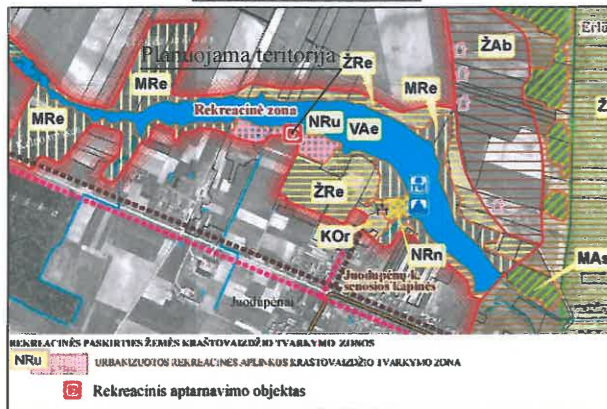 Planuojama teritorija
ŽRe
ŽAb
MRe
MRe
MRe
Rekreacinė zona
NRu
VAe
ŽRe
KOr
NRn
MAs
Juodupėnų k.
senosios kapinės
Juodupėnai
REKREACINĖS PASKIRTIES ŽEMĖS KRAŠTOVAIZDŽIO TVARKYMO ZONOS
NRu
URBANIZUOTOS REKREACINĖS APLINKOS KRAŠTOVAIZDŽIO TVARKYMO ZONA
Rekreacinis aptarnavimo objektas